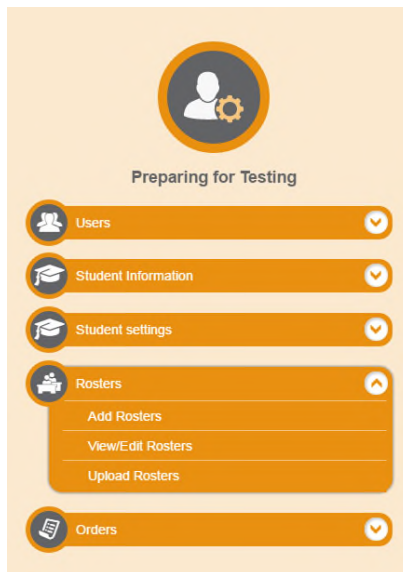 Preparing for Testing
Users
Student Information
Student settings
Rosters
Add Rosters
View/Edit Rosters
Upload Rosters
Orders